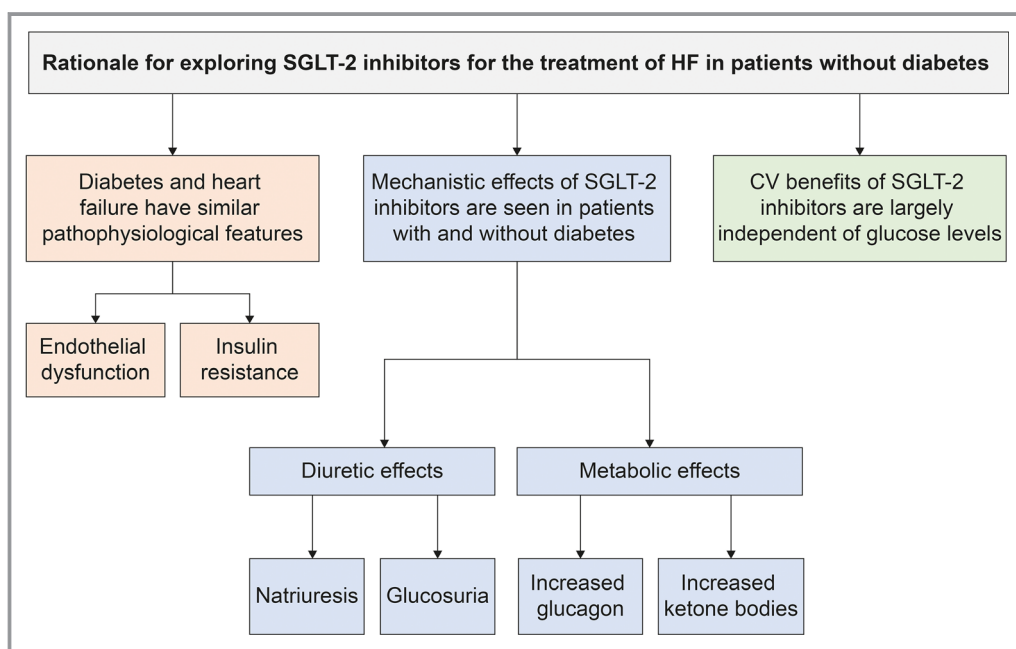 Rationale for exploring SGLT-2 inhibitors for the treatment of HF in patients without diabetes
Diabetes and heart
failure have similar
pathophysiological features
Mechanistic effects of SGLT-2
inhibitors are seen in patients
with and without diabetes
CV benefits of SGLT-2
inhibitors are largely
independent of glucose levels
Endothelial
dysfunction
Insulin
resistance
Diuretic effects
Metabolic effects
Natriuresis
Glucosuria
Increased
glucagon
Increased
ketone bodies